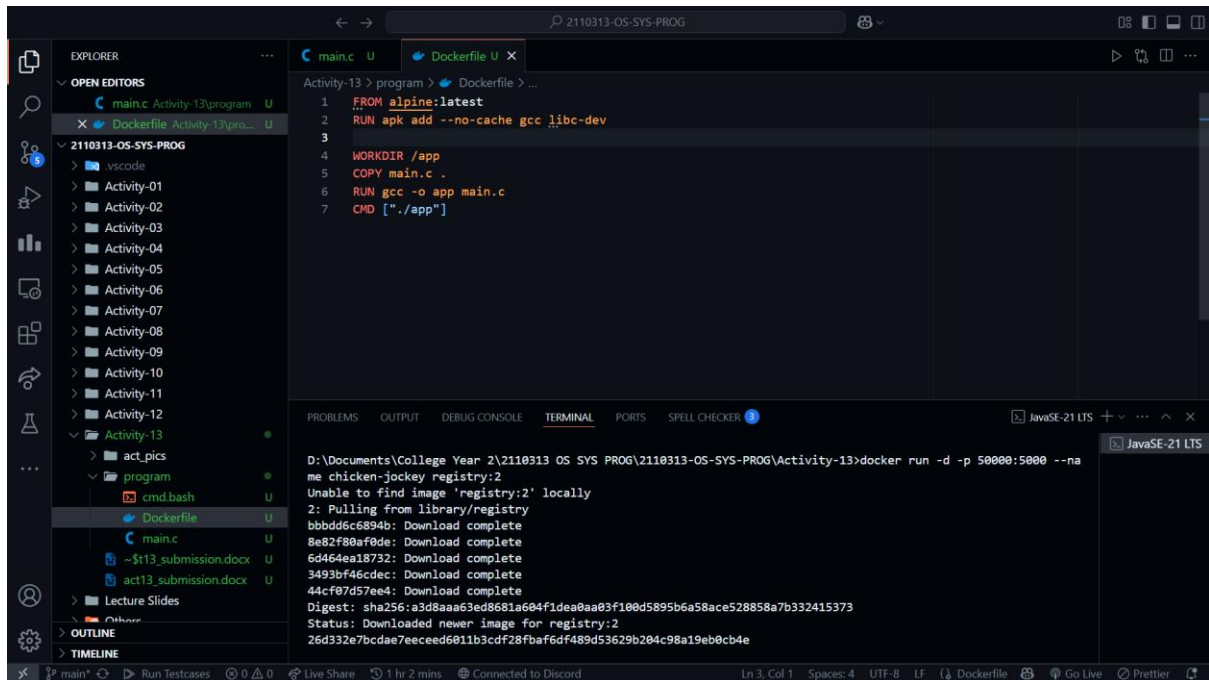 2110313-OS-SYS-PROG
EXPLORER
OPEN EDITORS
main.c Activity-13\program U
Dockerfile Activity-13\pro... U
2110313-OS-SYS-PROG
.vscode
Activity-01
Activity-02
Activity-03
Activity-04
Activity-05
Activity-06
Activity-07
Activity-08
Activity-09
Activity-10
Activity-11
Activity-12
Activity-13
act_pics
program
cmd.bash U
Dockerfile U
main.c U
~$t13_submission.docx U
act13_submission.docx U
Lecture Slides
Others
OUTLINE
TIMELINE
5
main.c U
Dockerfile U
Activity-13 > program > Dockerfile > ...
1 FROM alpine:latest
2 RUN apk add --no-cache gcc libc-dev
3
4 WORKDIR /app
5 COPY main.c .
6 RUN gcc -o app main.c
7 CMD ["./app"]
PROBLEMS OUTPUT DEBUG CONSOLE TERMINAL PORTS SPELL CHECKER 3
JavaSE-21 LTS
JavaSE-21 LTS
D:\Documents\College Year 2\2110313 OS SYS PROG\2110313-OS-SYS-PROG\Activity-13>docker run -d -p 50000:5000 --na
me chicken-jockey registry:2
Unable to find image 'registry:2' locally
2: Pulling from library/registry
bbbdd6c6894b: Download complete
8e82f80af0de: Download complete
6d464ea18732: Download complete
3493bf46cdec: Download complete
44cf07d57ee4: Download complete
Digest: sha256:a3d8aaa63ed8681a604f1dea0aa03f100d5895b6a58ace528858a7b332415373
Status: Downloaded newer image for registry:2
26d332e7bcdae7eeceed6011b3cdf28fbaf6df489d53629b204c98a19eb0cb4e
main* Run Testcases 0 0 Live Share 1 hr 2 mins Connected to Discord Ln 3, Col 1 Spaces: 4 UTF-8 LF Dockerfile Go Live Prettier